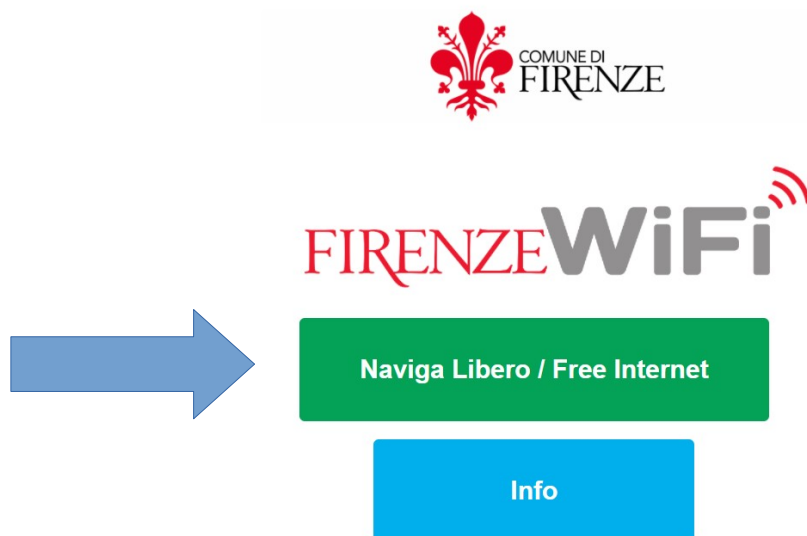 COMUNE DI
FIRENZE
FIRENZEWiFi
Naviga Libero / Free Internet
Info